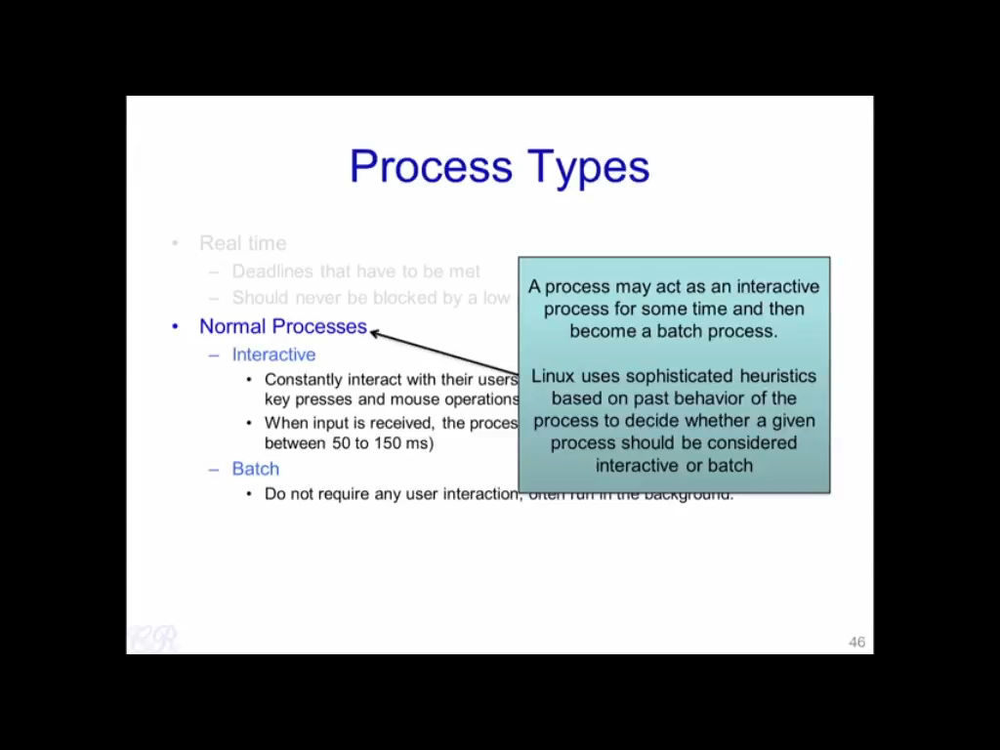 Process Types
• Real time
– Deadlines that have to be met
– Should never be blocked by a low
• Normal Processes
– Interactive
• Constantly interact with their users
key presses and mouse operations
• When input is received, the proces
between 50 to 150 ms)
– Batch
• Do not require any user interaction, often run in the background.
A process may act as an interactive
process for some time and then
become a batch process.
Linux uses sophisticated heuristics
based on past behavior of the
process to decide whether a given
process should be considered
interactive or batch
CR
46